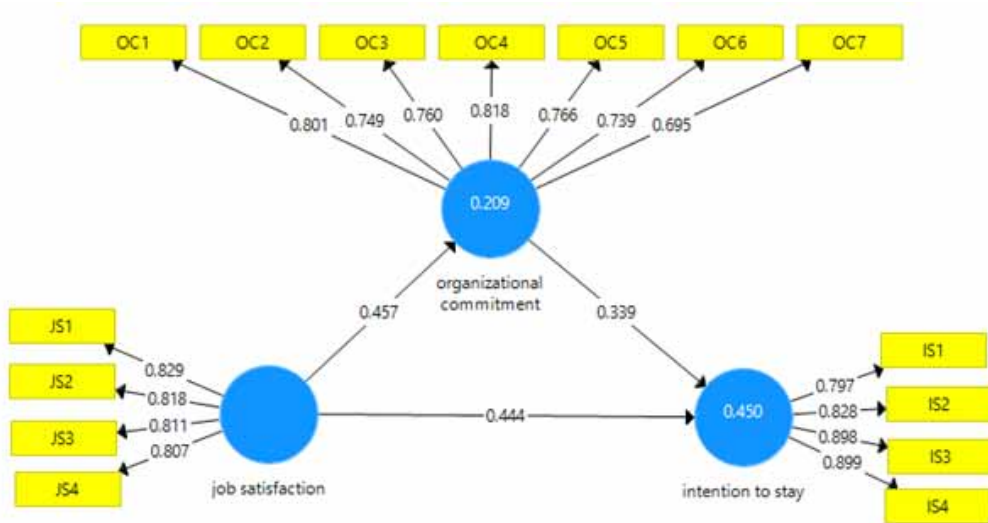 OC1 OC2 OC3 OC4 OC5 OC6 OC7
0.801 0.749 0.760 0.818 0.766 0.739 0.695
0.209
organizational
commitment
0.457 0.339
JS1
JS2
JS3
JS4
0.829
0.818
0.811
0.807
job satisfaction
0.444
0.450
intention to stay
0.797
0.828
0.898
0.899
IS1
IS2
IS3
IS4